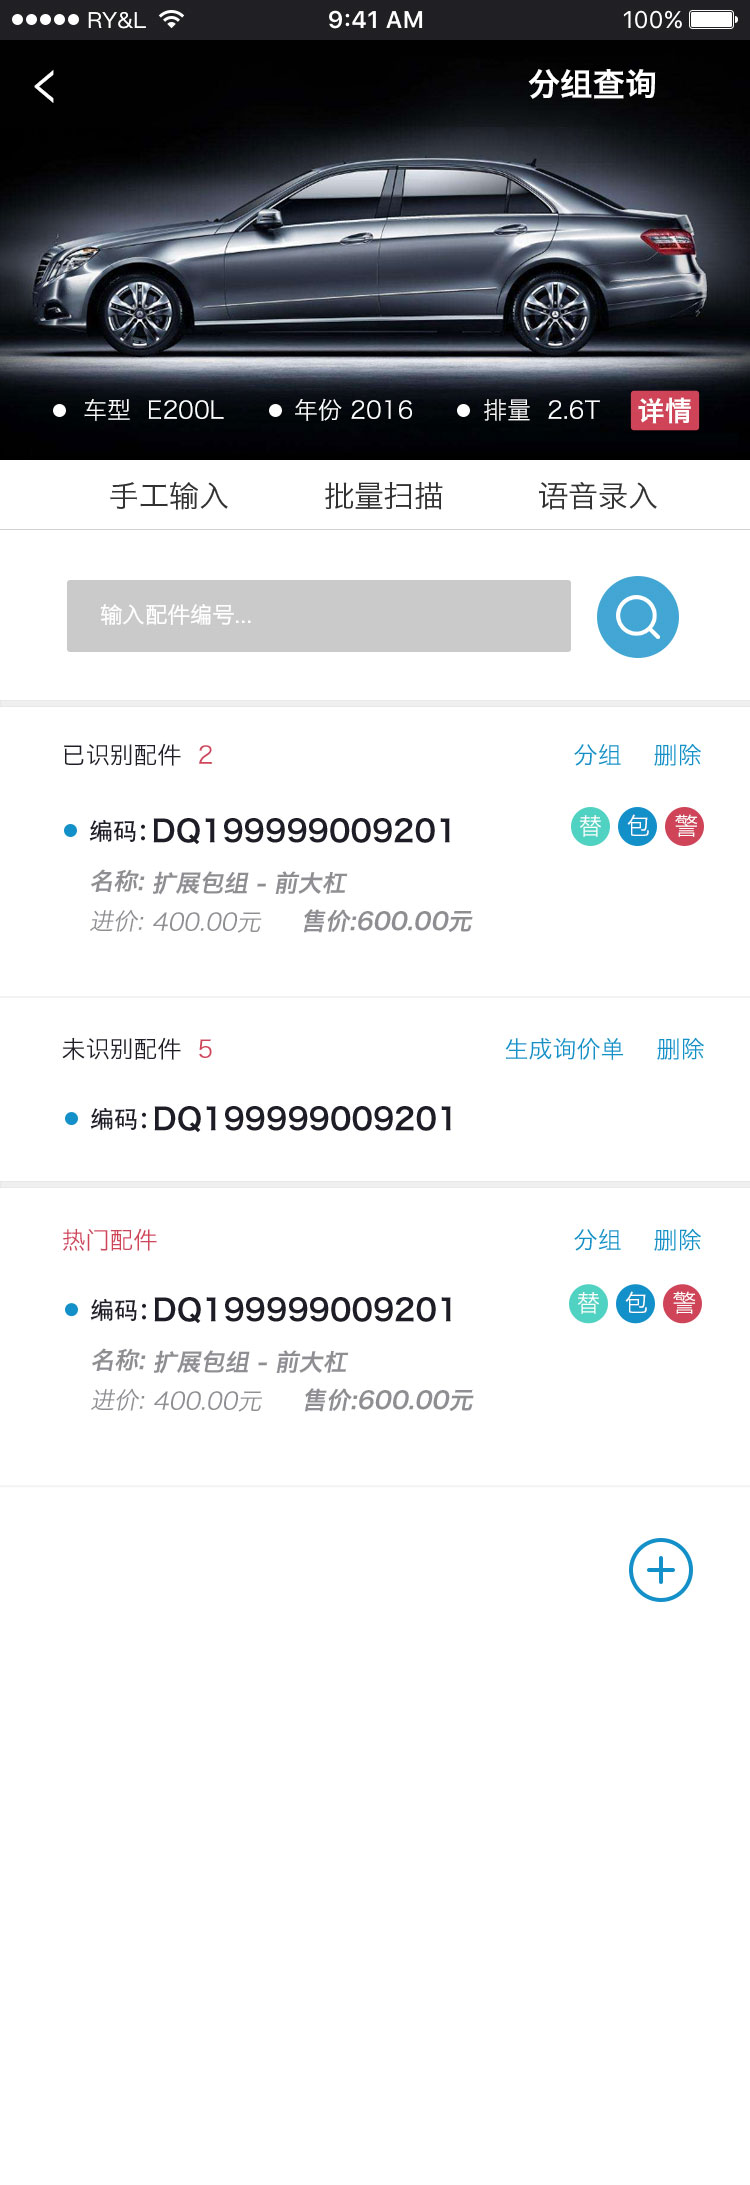 RY&L 9:41 AM 100%
分组查询
车型 E200L 年份 2016 排量 2.6T 详情
手工输入 批量扫描 语音录入
输入配件编号...
已识别配件 2 分组 删除
编码:DQ199999009201 替 包 警
名称: 扩展包组 - 前大杠
进价: 400.00元 售价:600.00元
未识别配件 5 生成询价单 删除
编码:DQ199999009201
热门配件 分组 删除
编码:DQ199999009201 替 包 警
名称: 扩展包组 - 前大杠
进价: 400.00元 售价:600.00元